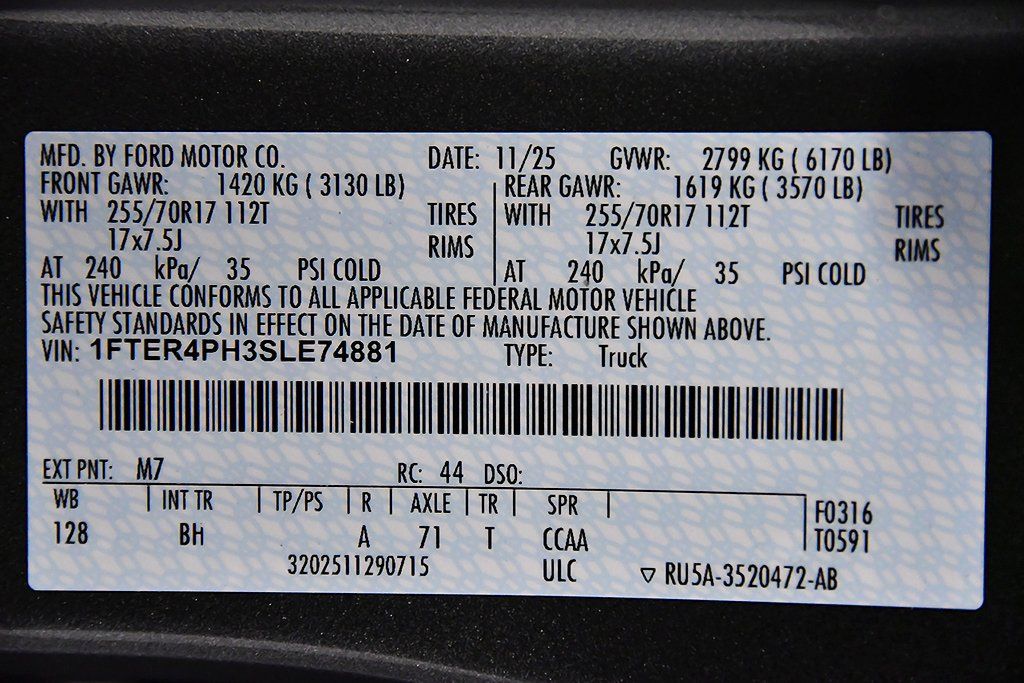 MFD. BY FORD MOTOR CO. DATE: 11/25 GVWR: 2799 KG ( 6170 LB)
FRONT GAWR: 1420 KG ( 3130 LB) REAR GAWR: 1619 KG ( 3570 LB)
WITH 255/70R17 112T TIRES WITH 255/70R17 112T TIRES
17x7.5J RIMS 17x7.5J RIMS
AT 240 kPa/ 35 PSI COLD AT 240 kPa/ 35 PSI COLD
THIS VEHICLE CONFORMS TO ALL APPLICABLE FEDERAL MOTOR VEHICLE
SAFETY STANDARDS IN EFFECT ON THE DATE OF MANUFACTURE SHOWN ABOVE.
VIN: 1FTER4PH3SLE74881 TYPE: Truck
EXT PNT: M7 RC: 44 DSO:
WB INT TR TP/PS R AXLE TR SPR F0316
128 BH A 71 T CCAA T0591
3202511290715 ULC ▽ RU5A-3520472-AB